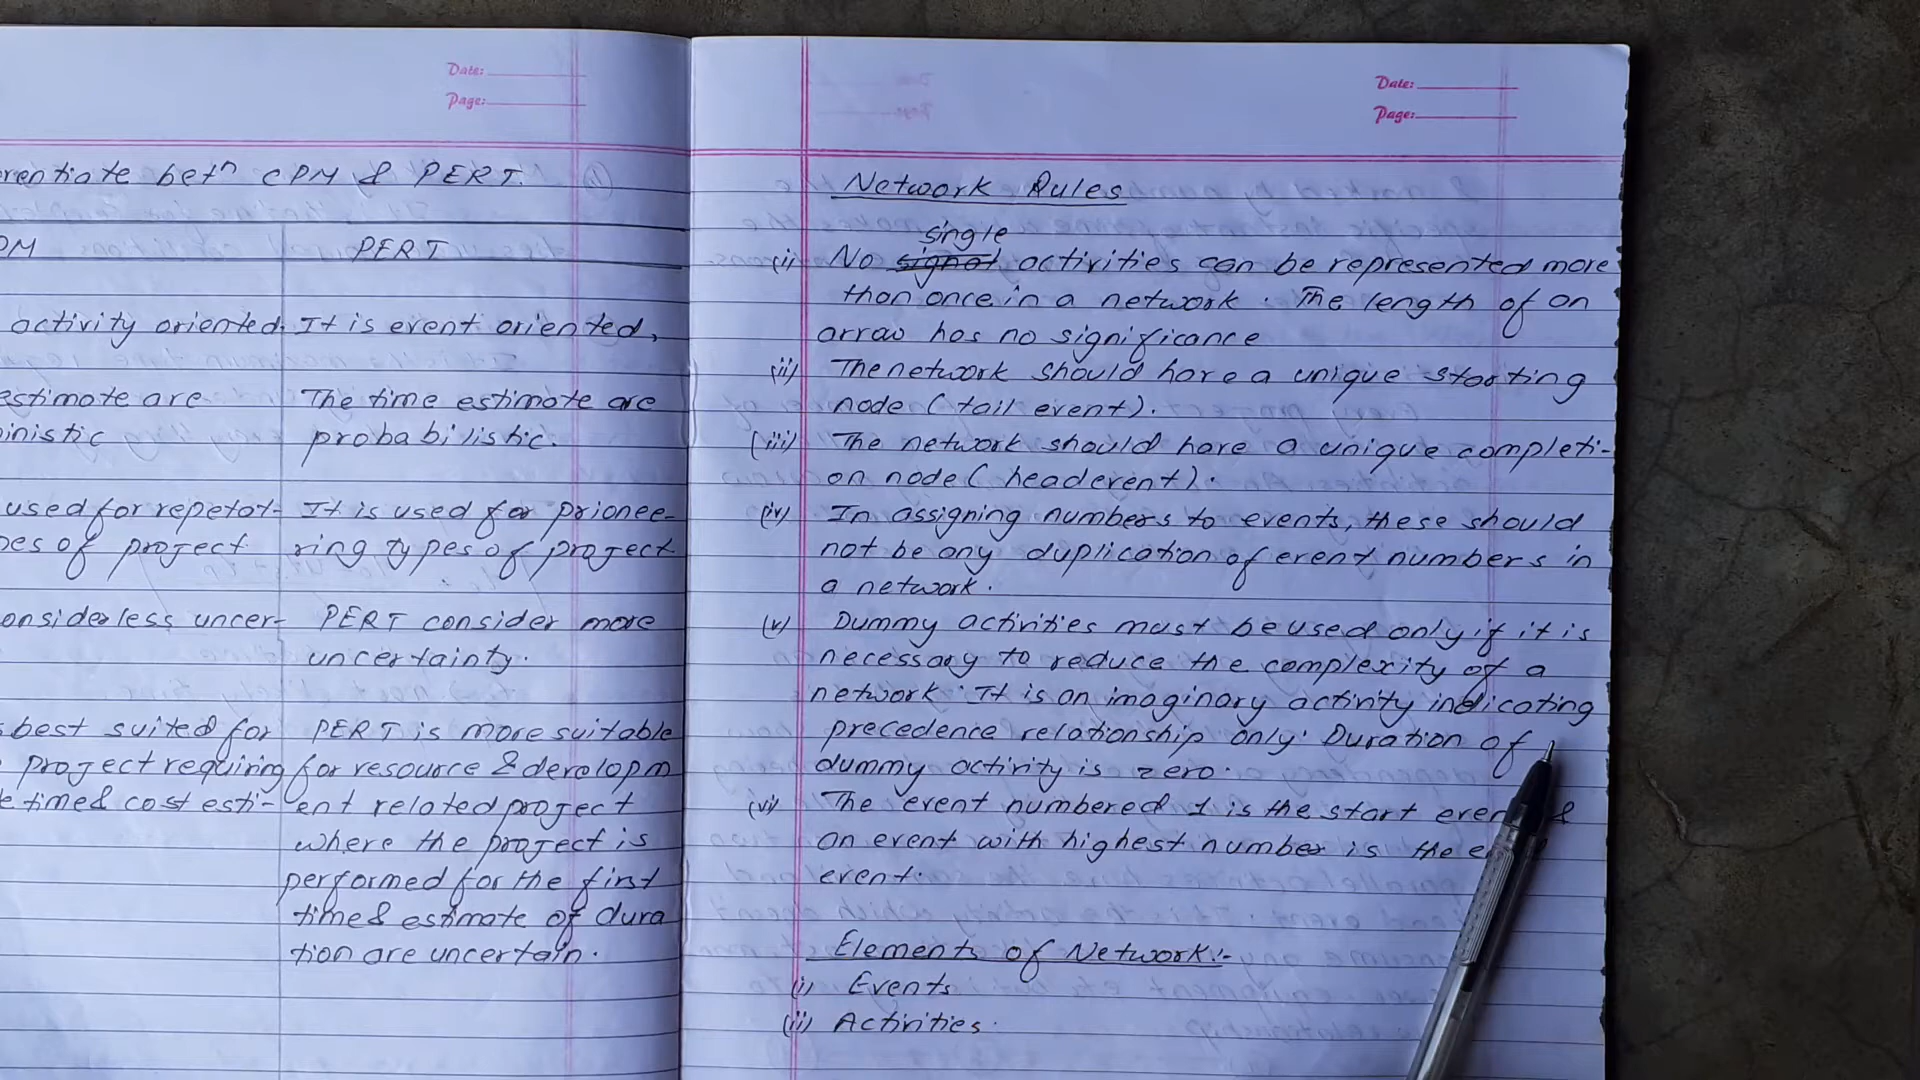 Date:
Page:
rentiate betn CPM & PERT.
PM
PERT
activity oriented.
It is event oriented,
estimate are
inistic
The time estimate are
probabilistic.
used for repetot-
pes of project
It is used for prionee-
ring types of project
onsider less uncer-
PERT consider more
uncertainty.
best suited for
project requiring
e time & cost esti-
PERT is more suitable
for resource & developm
ent related project
where the project is
performed for the first
time & estimate of dura
tion are uncertain.
Date:
Page:
Network Rules
single
(i) No activities can be represented more
than once in a network. The length of an
arrow has no significance
(ii) The network should have a unique starting
node (tail event).
(iii) The network should have a unique completi-
on node (head event).
(iv) In assigning numbers to events, these should
not be any duplication of event numbers in
a network.
(v) Dummy activities must be used only if it is
necessary to reduce the complexity of a
network. It is an imaginary activity indicating
precedence relationship only. Duration of
dummy activity is zero.
(vi) The event numbered 1 is the start event &
an event with highest number is the end
event.
Elements of Network:-
(i) Events
(ii) Activities.